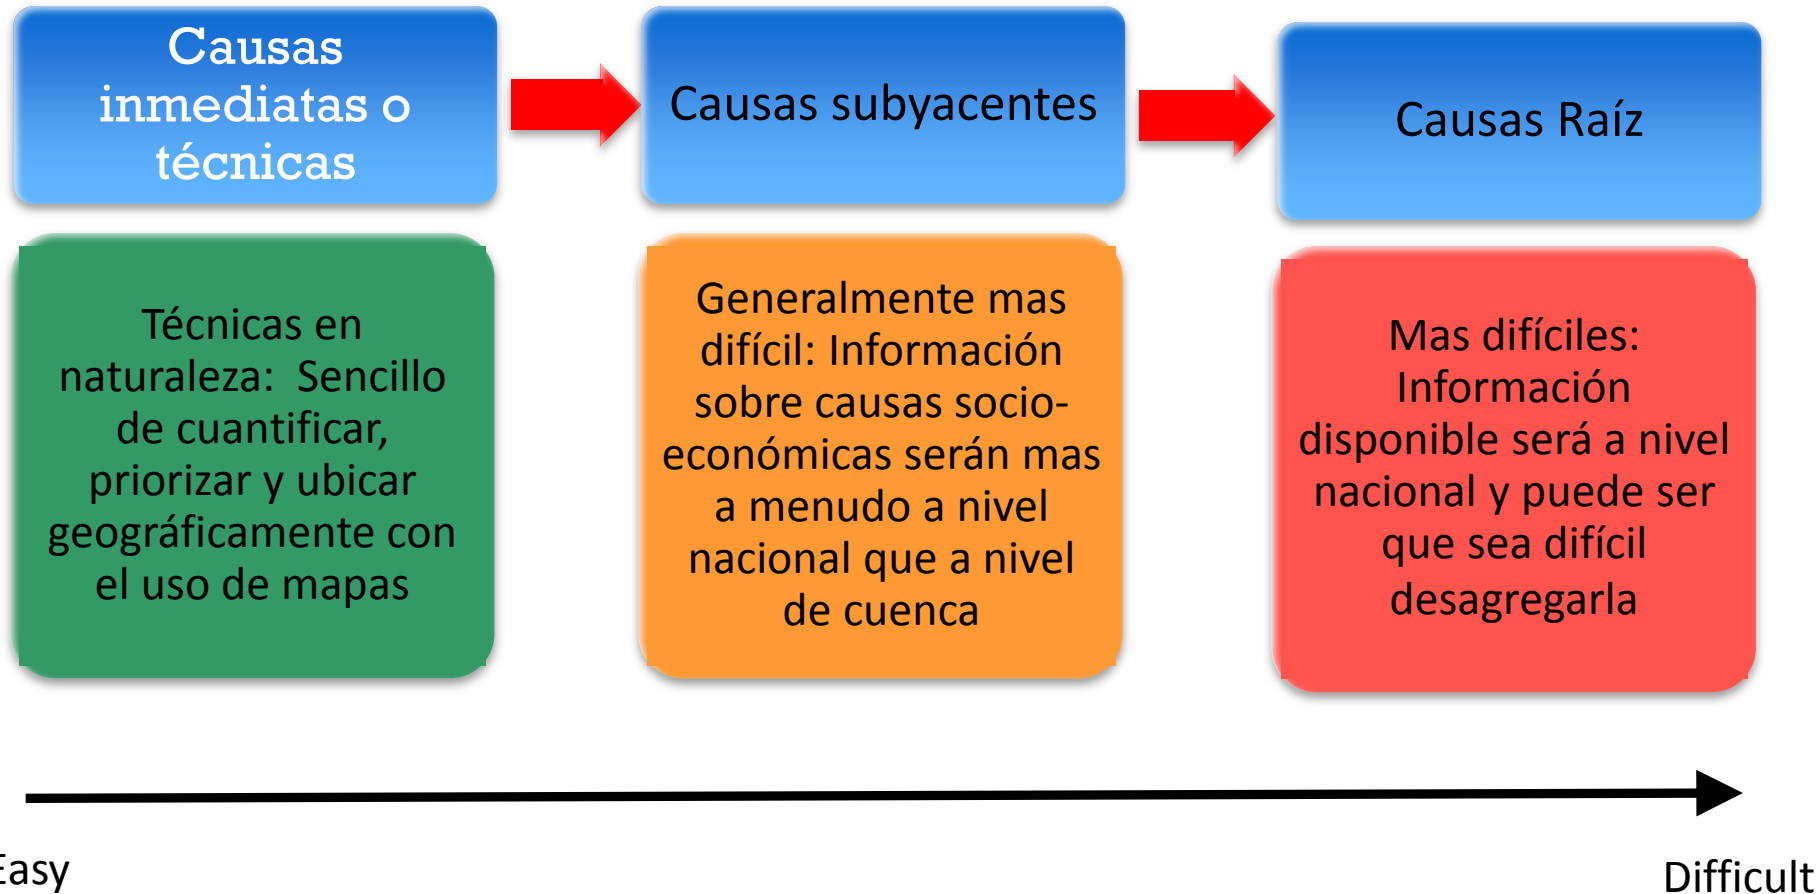 Causas
inmediatas o
técnicas
Causas subyacentes
Causas Raíz
Técnicas en
naturaleza: Sencillo
de cuantificar,
priorizar y ubicar
geográficamente con
el uso de mapas
Generalmente mas
difícil: Información
sobre causas socio-
económicas serán mas
a menudo a nivel
nacional que a nivel
de cuenca
Mas difíciles:
Información
disponible será a nivel
nacional y puede ser
que sea difícil
desagregarla
Easy
Difficult